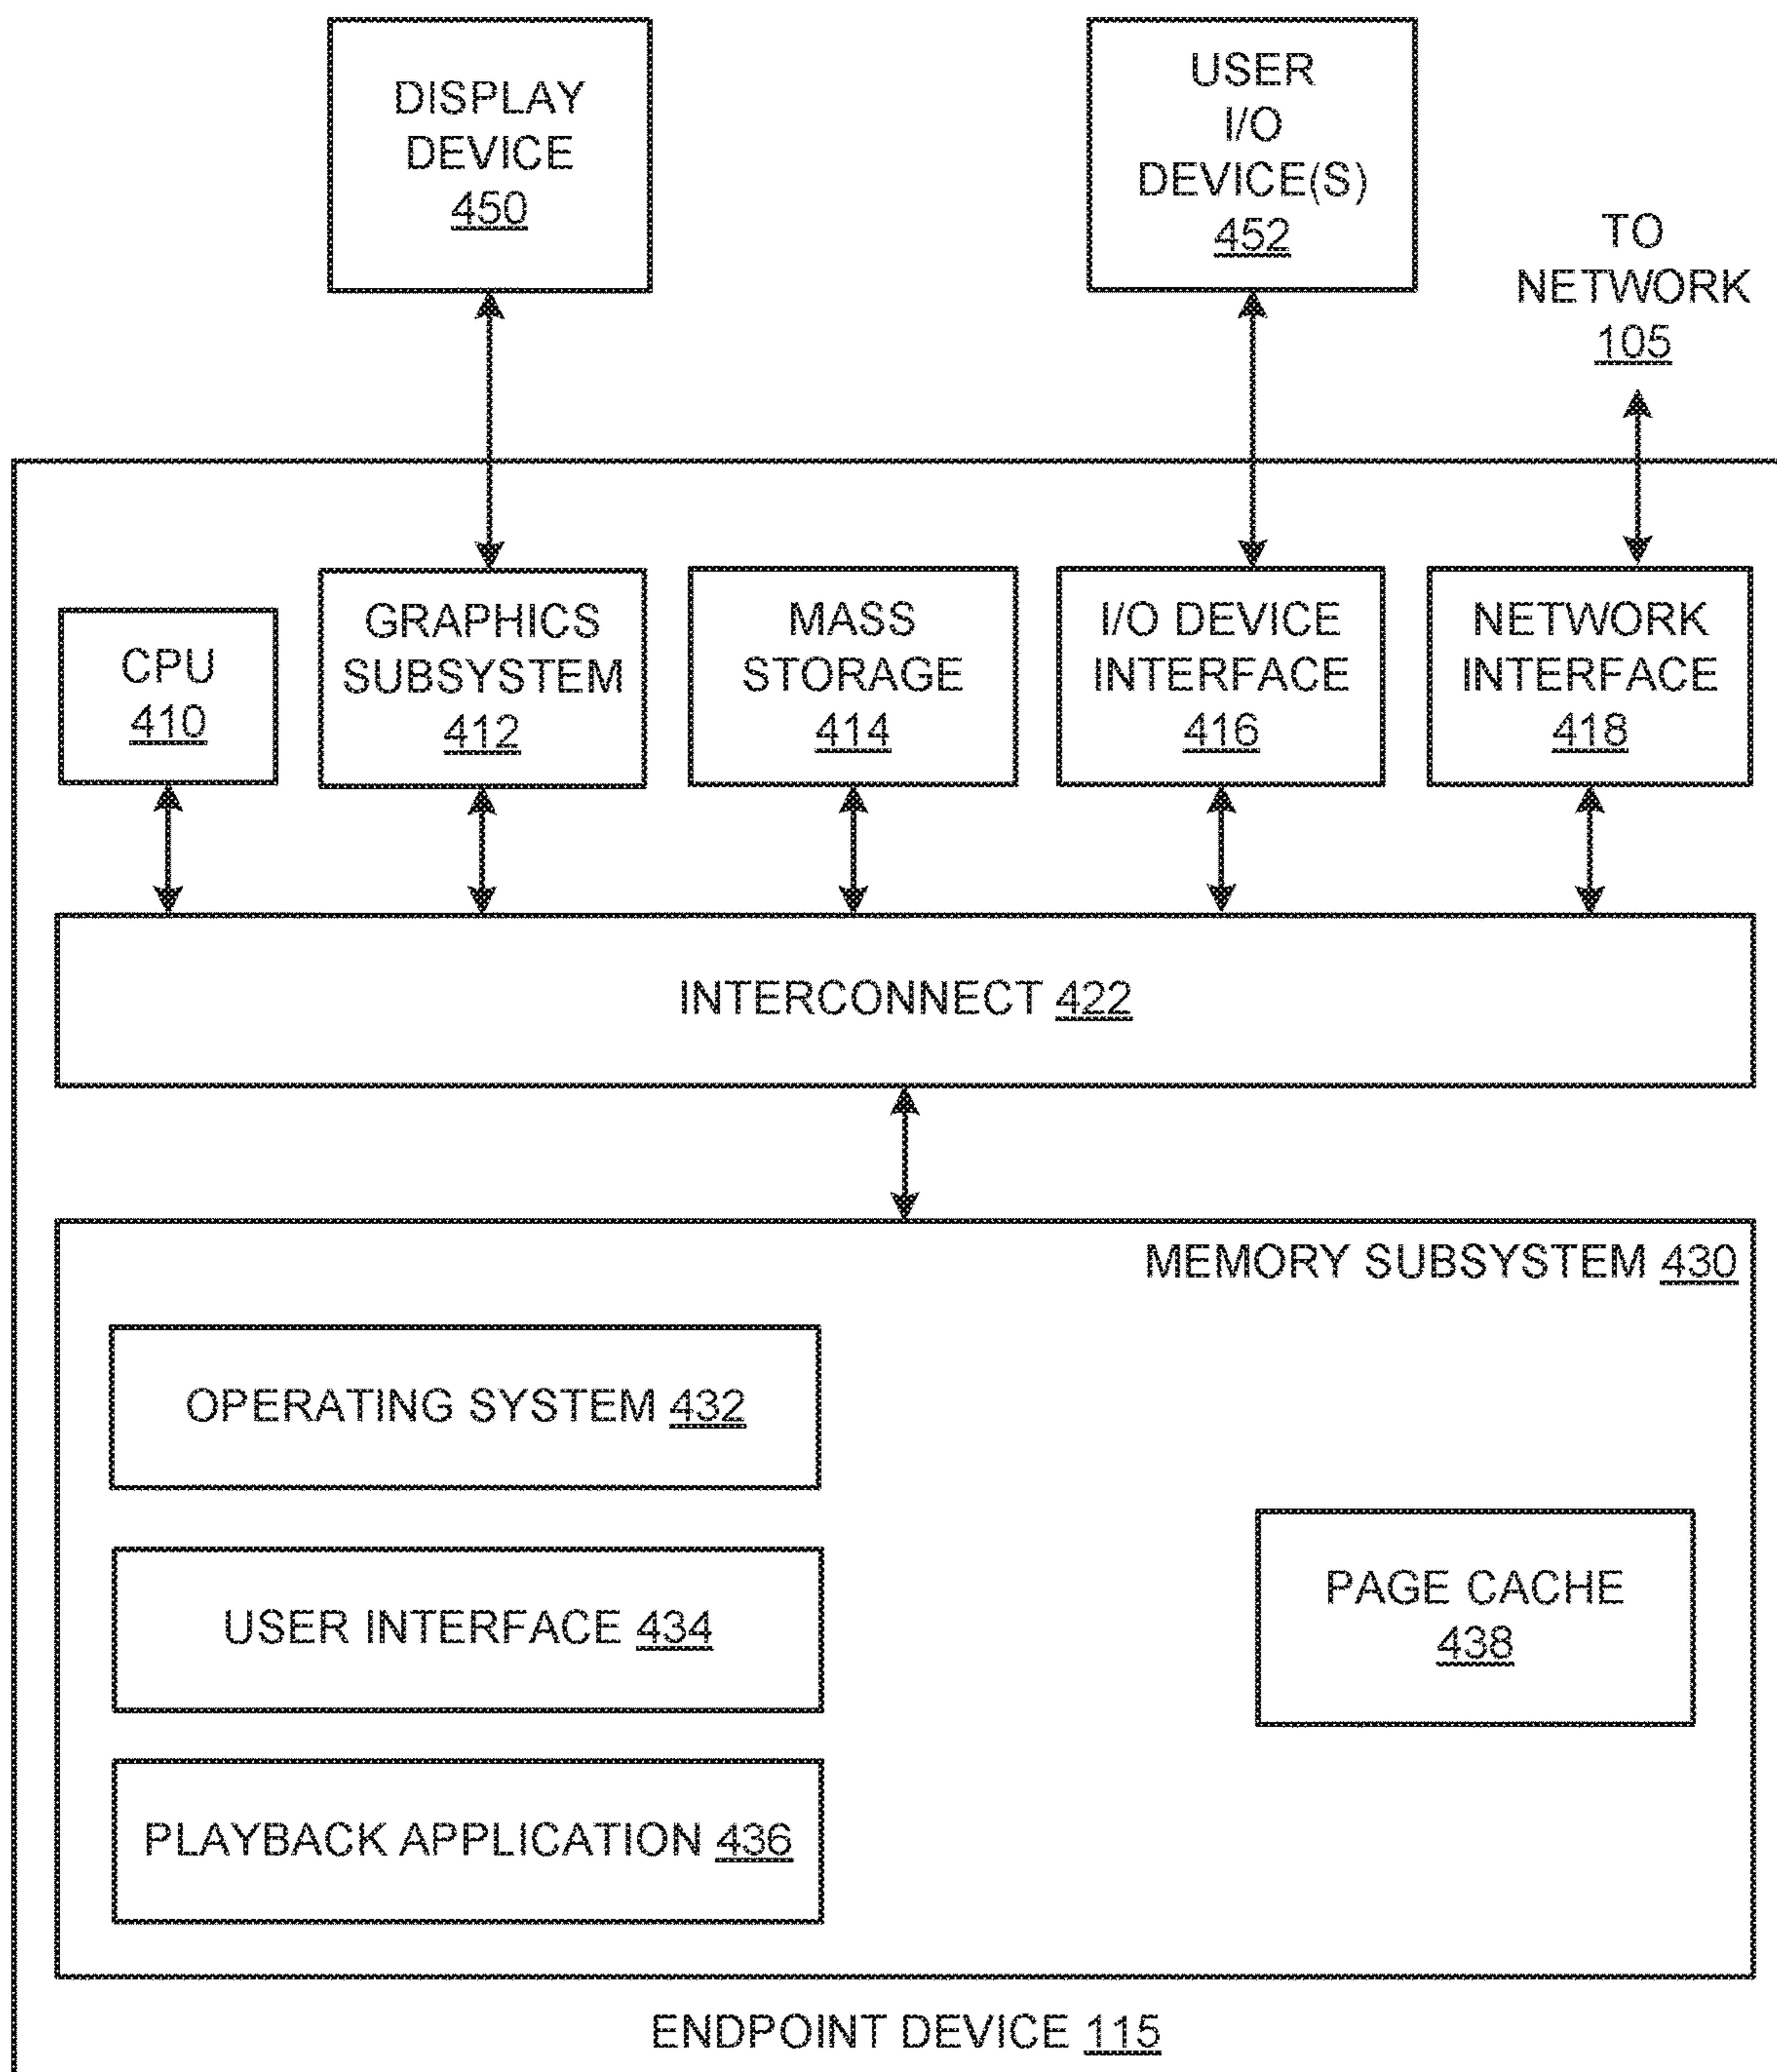 DISPLAY
DEVICE
450
USER
I/O
DEVICE(S)
452
TO
NETWORK
105
CPU
410
GRAPHICS
SUBSYSTEM
412
MASS
STORAGE
414
I/O DEVICE
INTERFACE
416
NETWORK
INTERFACE
418
INTERCONNECT 422
MEMORY SUBSYSTEM 430
OPERATING SYSTEM 432
USER INTERFACE 434
PLAYBACK APPLICATION 436
PAGE CACHE
438
ENDPOINT DEVICE 115